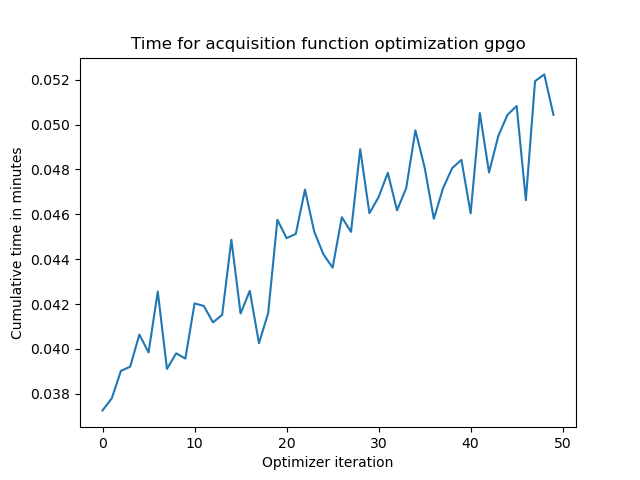 Time for acquisition function optimization gpgo
0.052
0.050
0.048
0.046
0.044
0.042
0.040
0.038
Cumulative time in minutes
0 10 20 30 40 50
Optimizer iteration